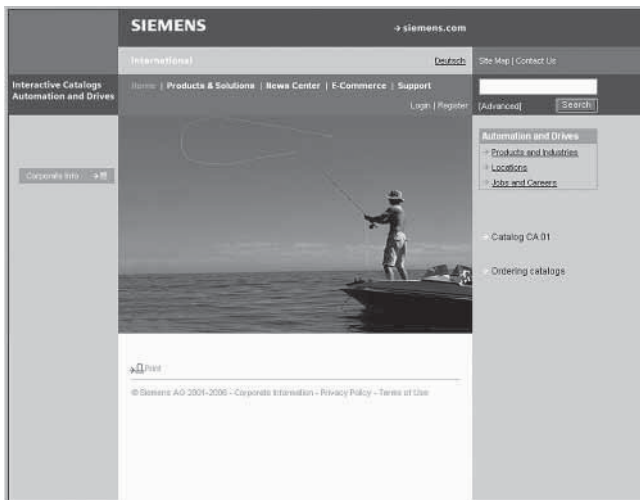 SIEMENS
→ siemens.com
International
Deutsch
Site Map | Contact Us
Interactive Catalogs
Automation and Drives
Home | Products & Solutions | News Center | E-Commerce | Support
Login | Register
[Advanced]
Search
Corporate Info
Automation and Drives
→ Products and Industries
→ Locations
→ Jobs and Careers
Catalog CA 01
Ordering catalogs
Print
© Siemens AG 2001-2006 - Corporate Information - Privacy Policy - Terms of Use